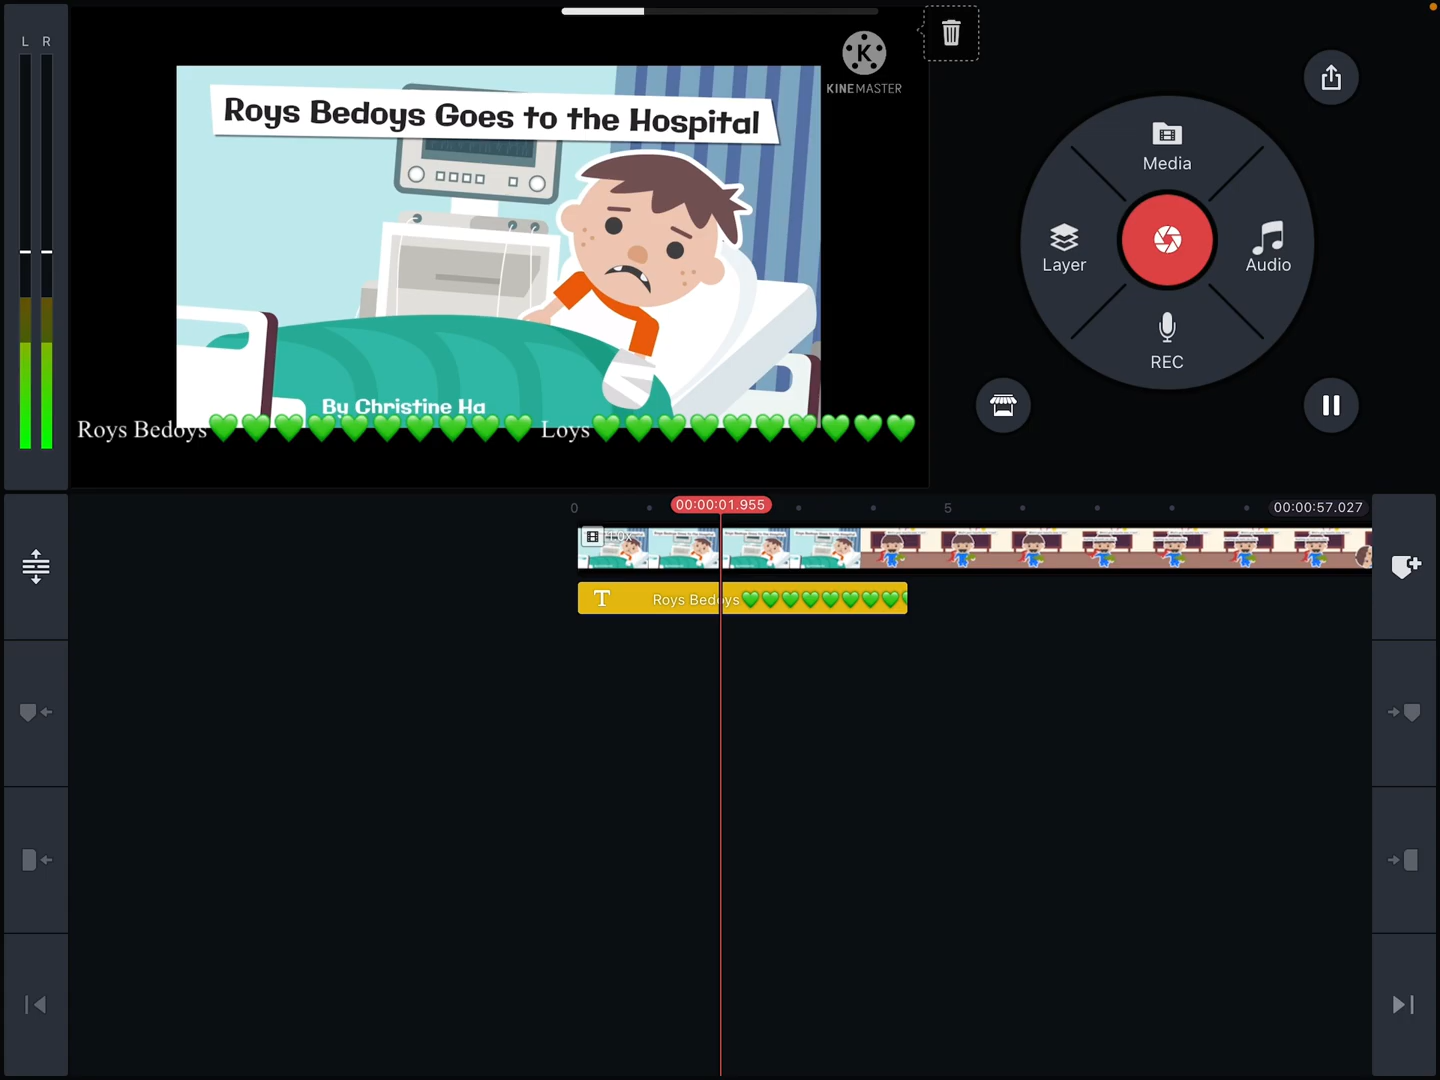 L R
KINEMASTER
Roys Bedoys Goes to the Hospital
By Christine Ha
Roys Bedoys💚💚💚💚💚💚💚💚💚💚 Loys💚💚💚💚💚💚💚💚💚💚
Media
Layer
Audio
REC
0
00:00:01.955
5
00:00:57.027
T Roys Bedoys💚💚💚💚💚💚💚💚💚